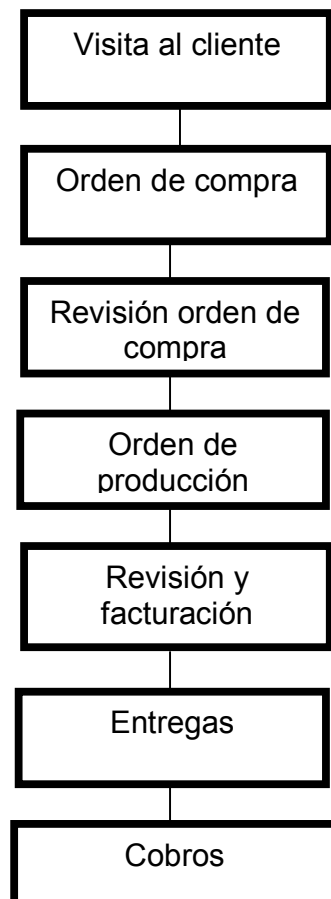 Visita al cliente
Orden de compra
Revisión orden de
compra
Orden de
producción
Revisión y
facturación
Entregas
Cobros